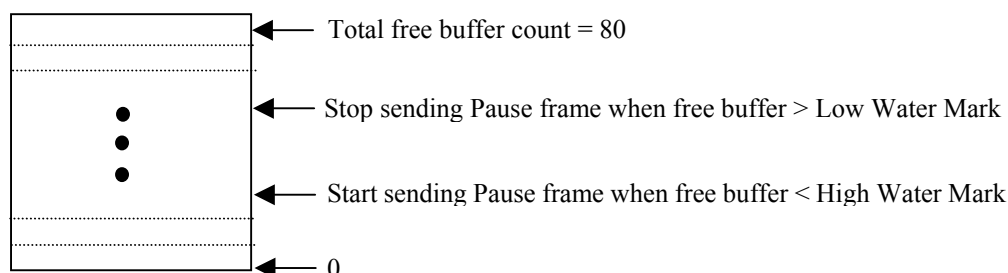 Total free buffer count = 80
Stop sending Pause frame when free buffer > Low Water Mark
Start sending Pause frame when free buffer < High Water Mark
0